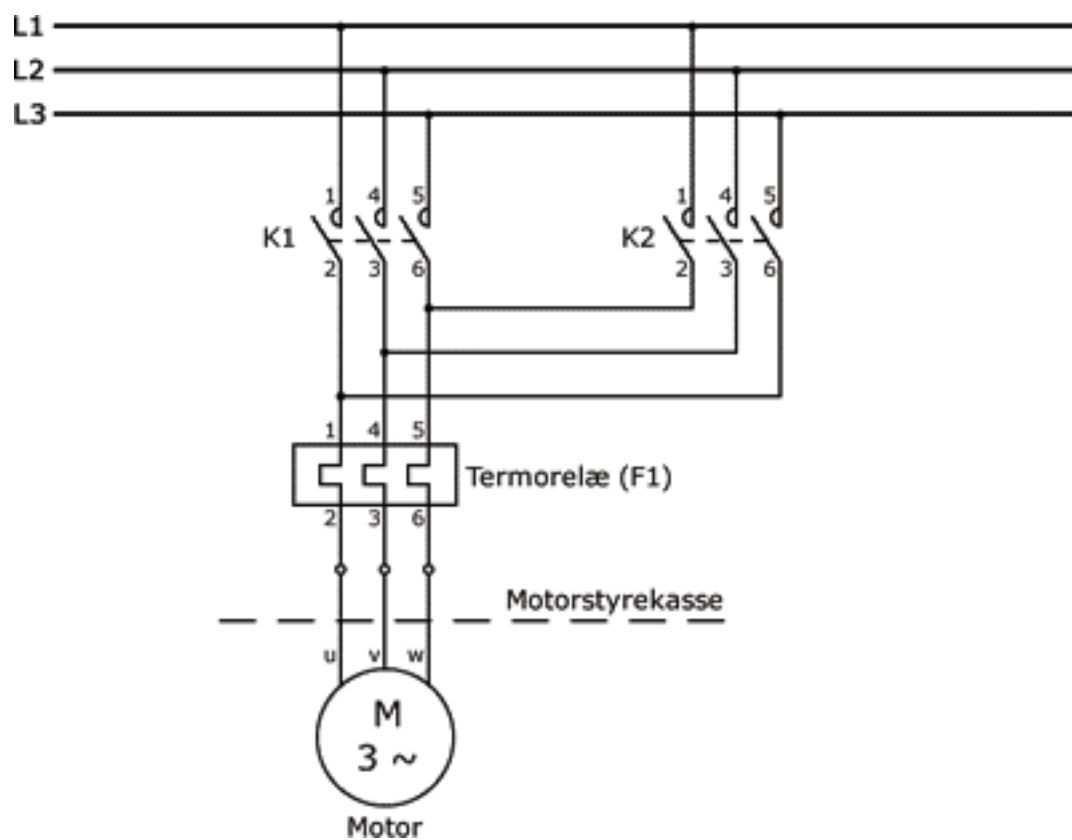 L1
L2
L3
1 4 5
K1
2 3 6
1 4 5
K2
2 3 6
1 4 5
Termorelæ (F1)
2 3 6
Motorstyrekasse
u v w
M
3 ~
Motor